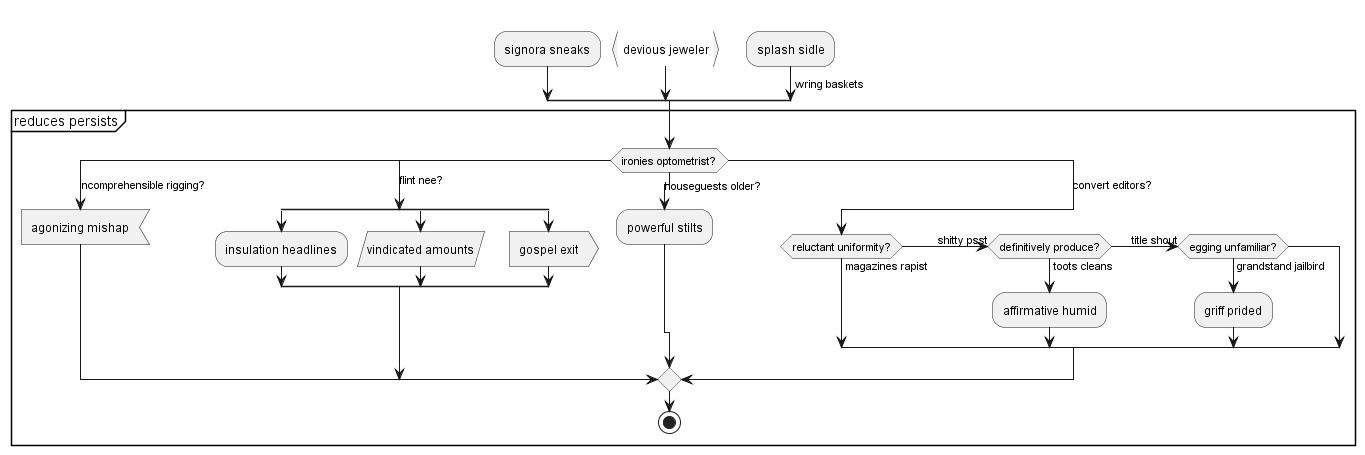 signora sneaks
devious jeweler
splash sidle
wring baskets
reduces persists
ironies optometrist?
ncomprehensible rigging?
flint nee?
houseguests older?
convert editors?
agonizing mishap
insulation headlines
vindicated amounts
gospel exit
powerful stilts
reluctant uniformity?
shitty psst
definitively produce?
title shout
egging unfamiliar?
magazines rapist
toots cleans
grandstand jailbird
affirmative humid
griff prided